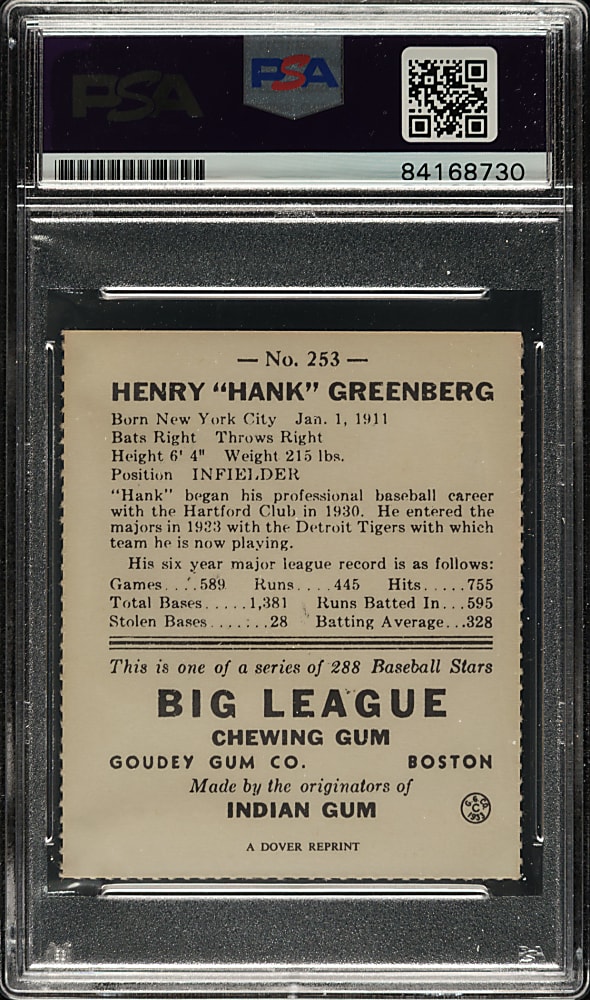 PSA PSA
84168730
— No. 253 —
HENRY “HANK” GREENBERG
Born New York City Jan. 1, 1911
Bats Right Throws Right
Height 6' 4" Weight 215 lbs.
Position INFIELDER
“Hank” began his professional baseball career
with the Hartford Club in 1930. He entered the
majors in 1933 with the Detroit Tigers with which
team he is now playing.
His six year major league record is as follows:
Games....589 Runs....445 Hits.....755
Total Bases.....1,381 Runs Batted In...595
Stolen Bases.......28 Batting Average...328
This is one of a series of 288 Baseball Stars
BIG LEAGUE
CHEWING GUM
GOUDEY GUM CO. BOSTON
Made by the originators of
INDIAN GUM
A DOVER REPRINT